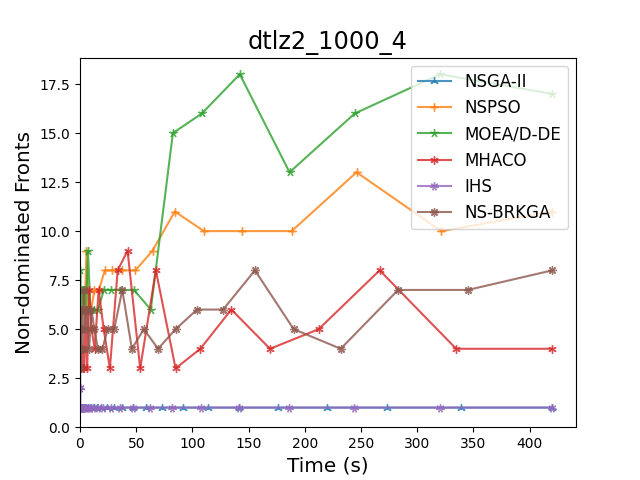 dtlz2_1000_4
Non-dominated Fronts
17.5
15.0
12.5
10.0
7.5
5.0
2.5
0.0
0 50 100 150 200 250 300 350 400
Time (s)
NSGA-II
NSPSO
MOEA/D-DE
MHACO
IHS
NS-BRKGA